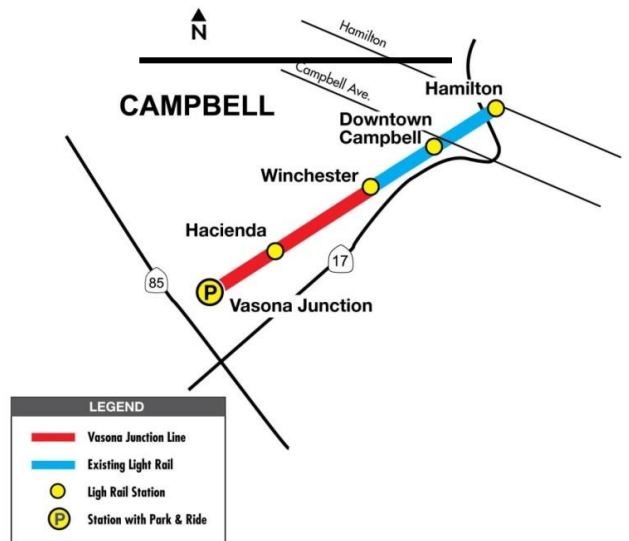 N
Hamilton
Campbell Ave.
Hamilton
CAMPBELL
Downtown
Campbell
Winchester
Hacienda
17
85
P
Vasona Junction
LEGEND
Vasona Junction Line
Existing Light Rail
Ligh Rail Station
P
Station with Park & Ride